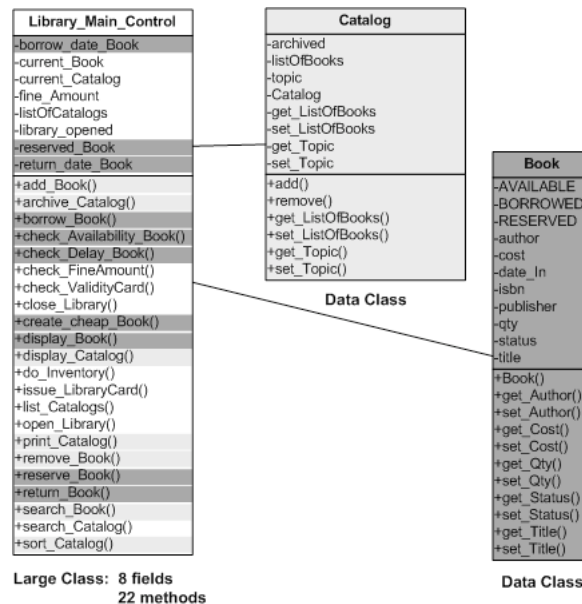 Library_Main_Control
-borrow_date_Book
-current_Book
-current_Catalog
-fine_Amount
-listOfCatalogs
-library_opened
-reserved_Book
-return_date_Book
+add_Book()
+archive_Catalog()
+borrow_Book()
+check_Availability_Book()
+check_Delay_Book()
+check_FineAmount()
+check_ValidityCard()
+close_Library()
+create_cheap_Book()
+display_Book()
+display_Catalog()
+do_Inventory()
+issue_LibraryCard()
+list_Catalogs()
+open_Library()
+print_Catalog()
+remove_Book()
+reserve_Book()
+return_Book()
+search_Book()
+search_Catalog()
+sort_Catalog()
Large Class: 8 fields
22 methods
Catalog
-archived
-listOfBooks
-topic
-Catalog
-get_ListOfBooks
-set_ListOfBooks
-get_Topic
-set_Topic
+add()
+remove()
+get_ListOfBooks()
+set_ListOfBooks()
+get_Topic()
+set_Topic()
Data Class
Book
-AVAILABLE
-BORROWED
-RESERVED
-author
-cost
-date_In
-isbn
-publisher
-qty
-status
-title
+Book()
+get_Author()
+set_Author()
+get_Cost()
+set_Cost()
+get_Qty()
+set_Qty()
+get_Status()
+set_Status()
+get_Title()
+set_Title()
Data Class